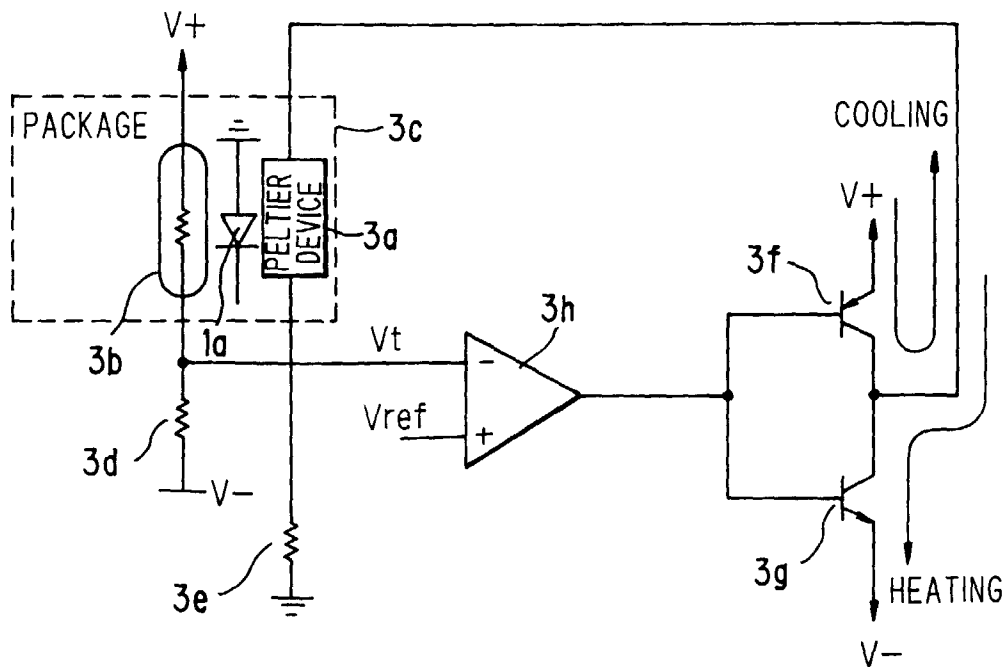 V+
PACKAGE
3c
COOLING
V+
PELTIER
DEVICE
3a
3f
3b
1a
Vt
3h
-
Vref
+
3d
V-
3e
3g
HEATING
V-